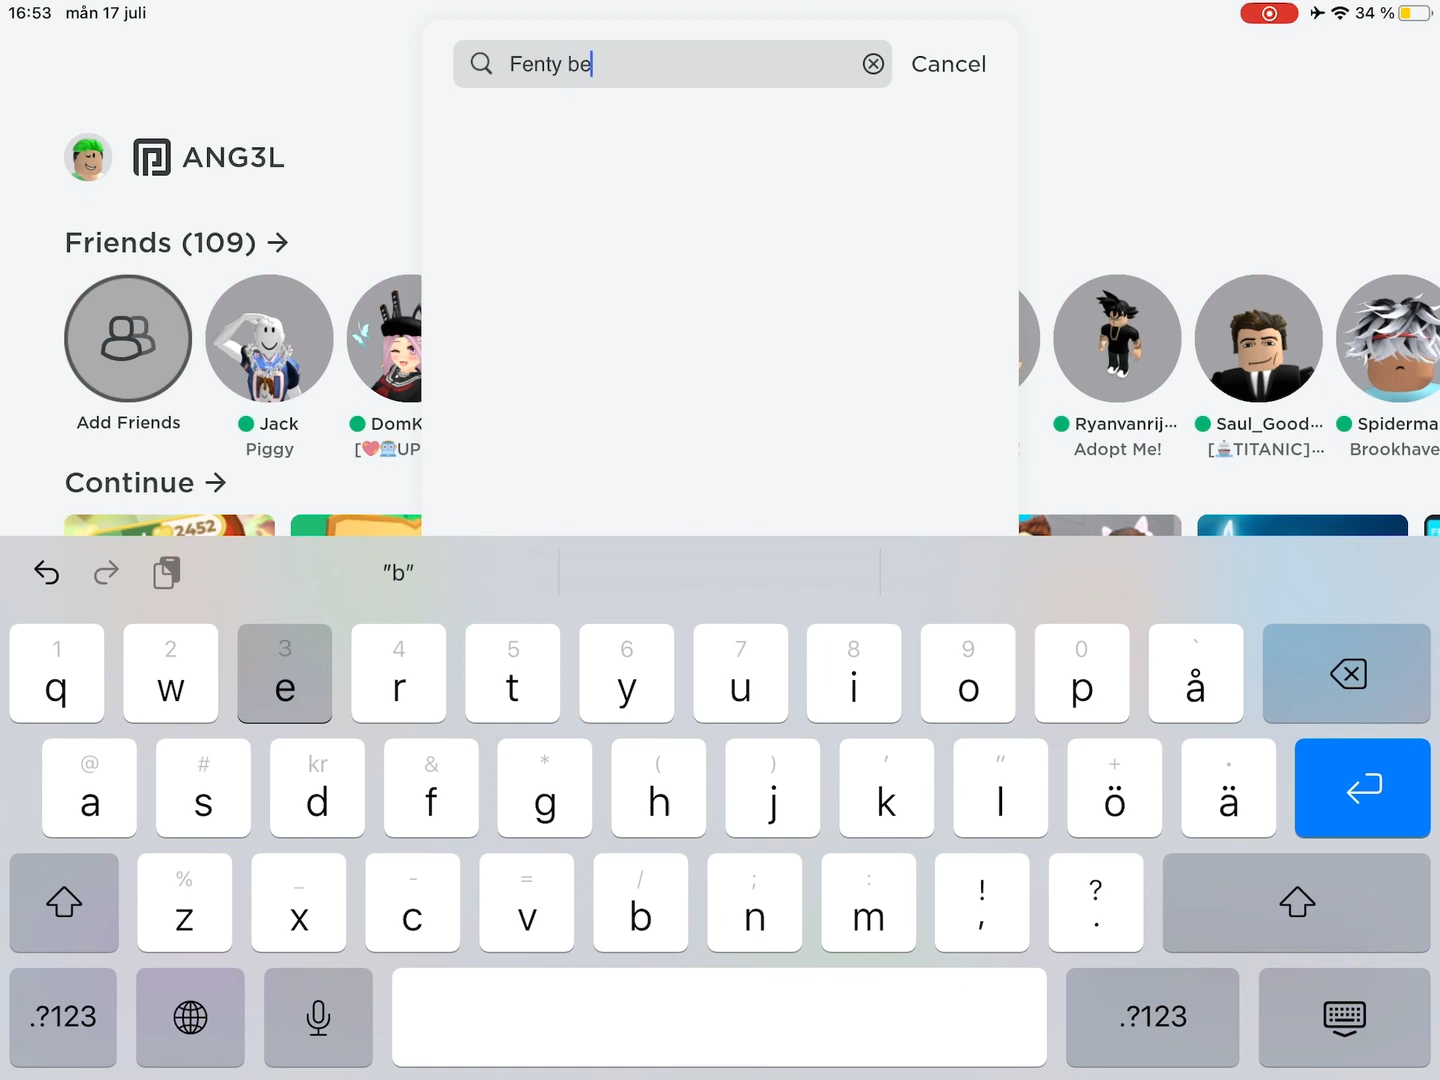 16:53 mån 17 juli
34 %
Fenty be
Cancel
ANG3L
Friends (109) →
Add Friends
Jack
Piggy
DomK
[❤️UP
Ryanvanrij...
Adopt Me!
Saul_Good...
[🚢TITANIC]...
Spiderma
Brookhave
Continue →
2452
"b"
1 2 3 4 5 6 7 8 9 0 `
q w e r t y u i o p å
@ # kr & * ( ) ' " + •
a s d f g h j k l ö ä
% _ - = / ; : ! ?
z x c v b n m , .
.?123
.?123